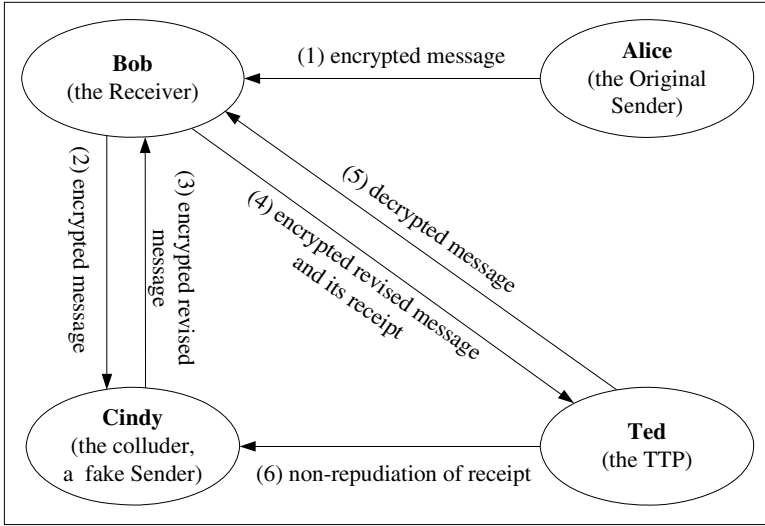 Bob
(the Receiver)
(1) encrypted message
Alice
(the Original
Sender)
(2) encrypted message
(3) encrypted revised
message
(4) encrypted revised message
and its receipt
(5) decrypted message
Cindy
(the colluder,
a fake Sender)
(6) non-repudiation of receipt
Ted
(the TTP)